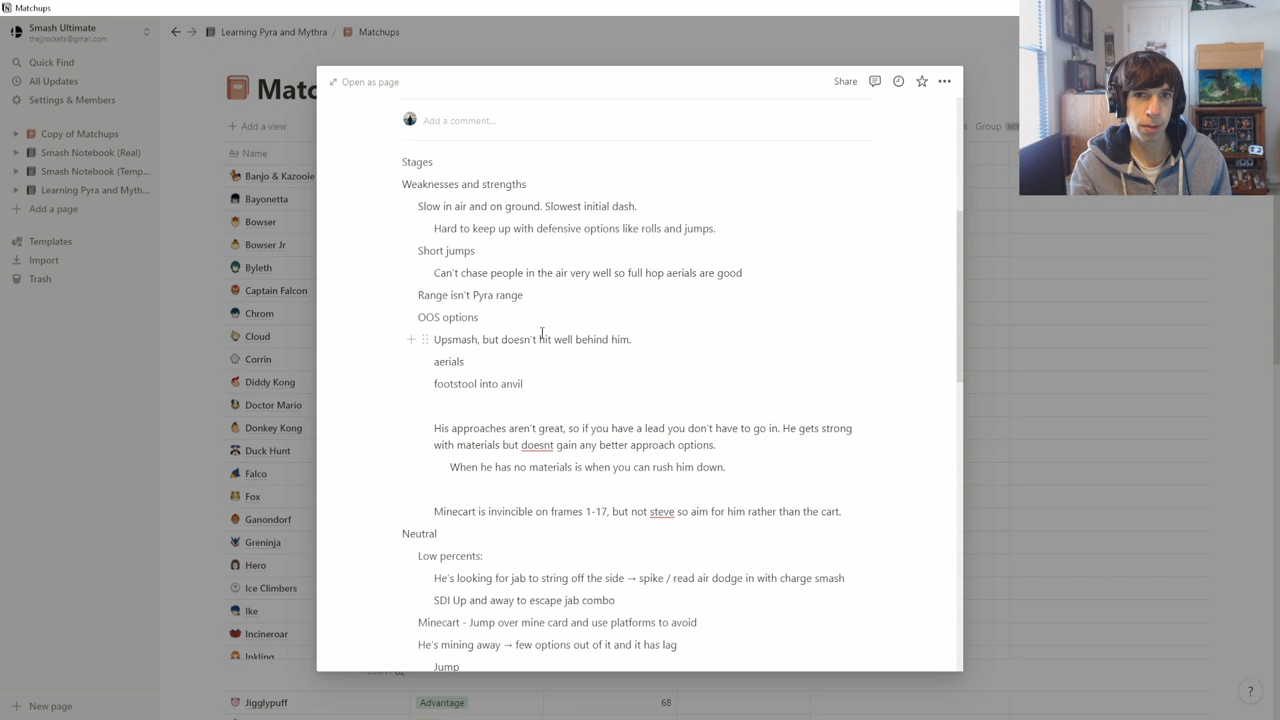 Matchups
Smash Ultimate
thejjrockets@gmail.com
Learning Pyra and Mythra / Matchups
Quick Find
All Updates
Settings & Members
Copy of Matchups
Smash Notebook (Real)
Smash Notebook (Temp...
Learning Pyra and Myth...
Add a page
Templates
Import
Trash
New page
Matc
Add a view
Group
Aa Name
Banjo & Kazooie
Bayonetta
Bowser
Bowser Jr
Byleth
Captain Falcon
Chrom
Cloud
Corrin
Diddy Kong
Doctor Mario
Donkey Kong
Duck Hunt
Falco
Fox
Ganondorf
Greninja
Hero
Ice Climbers
Ike
Incineroar
Inkling
Jigglypuff
Advantage
68
Open as page
Share
Add a comment...
Stages
Weaknesses and strengths
Slow in air and on ground. Slowest initial dash.
Hard to keep up with defensive options like rolls and jumps.
Short jumps
Can't chase people in the air very well so full hop aerials are good
Range isn't Pyra range
OOS options
Upsmash, but doesn't hit well behind him.
aerials
footstool into anvil
His approaches aren't great, so if you have a lead you don't have to go in. He gets strong
with materials but doesnt gain any better approach options.
When he has no materials is when you can rush him down.
Minecart is invincible on frames 1-17, but not steve so aim for him rather than the cart.
Neutral
Low percents:
He's looking for jab to string off the side → spike / read air dodge in with charge smash
SDI Up and away to escape jab combo
Minecart - Jump over mine card and use platforms to avoid
He's mining away → few options out of it and it has lag
Jump
?